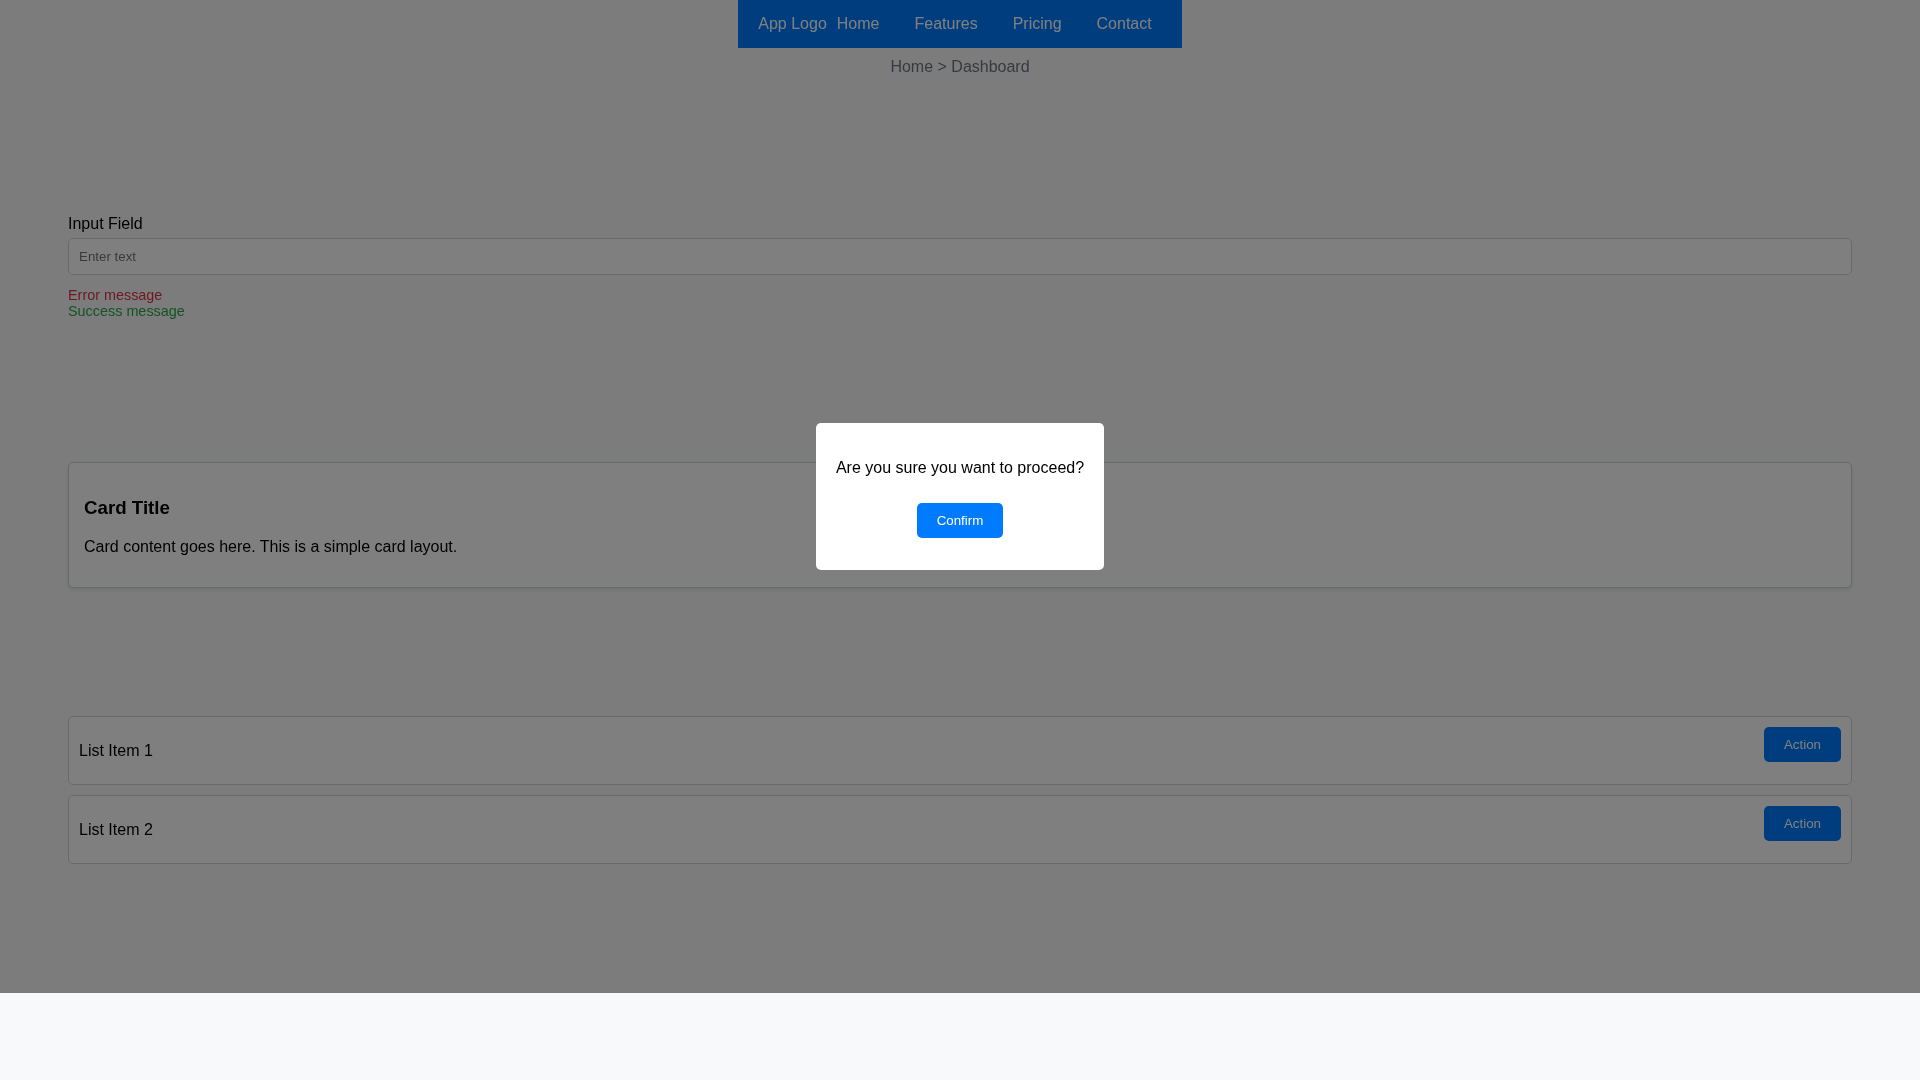 App Logo Home Features Pricing Contact
Home > Dashboard
Input Field
Enter text
Error message
Success message
Are you sure you want to proceed?
Confirm
Card Title
Card content goes here. This is a simple card layout.
List Item 1
Action
List Item 2
Action